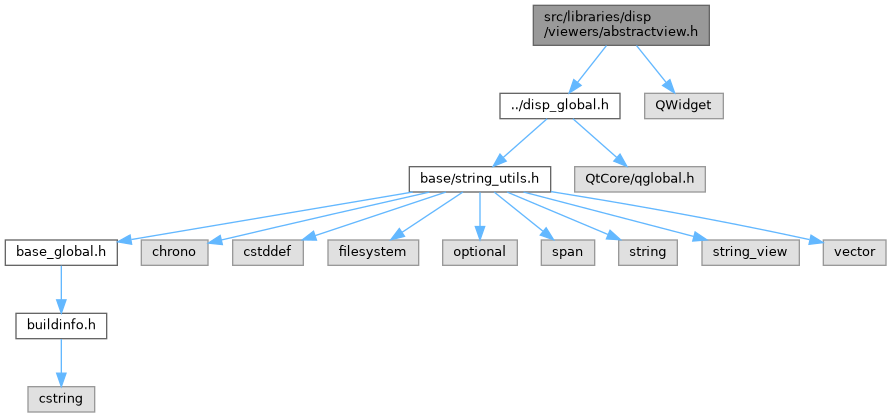 src/libraries/disp
/viewers/abstractview.h
../disp_global.h
QWidget
base/string_utils.h
QtCore/qglobal.h
base_global.h
chrono
cstddef
filesystem
optional
span
string
string_view
vector
buildinfo.h
cstring